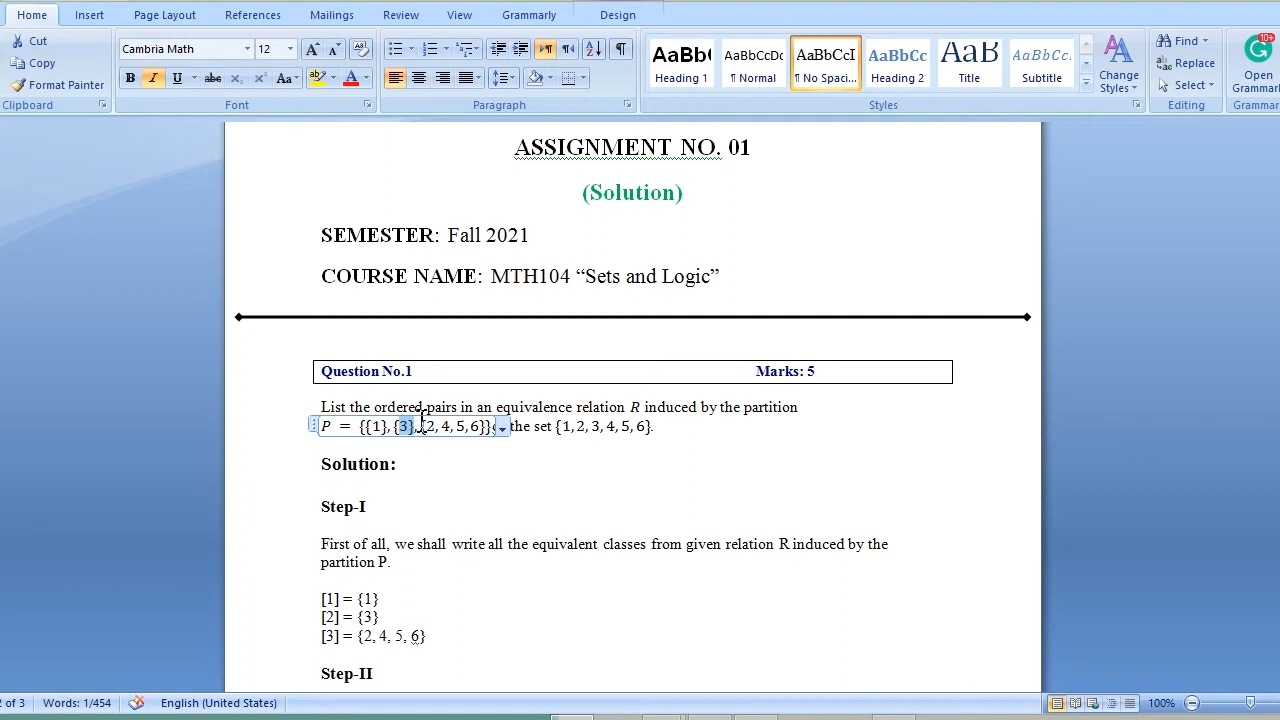 Home Insert Page Layout References Mailings Review View Grammarly Design
Cut
Copy
Format Painter
Clipboard
Cambria Math 12
Font
Paragraph
AaBb( AaBbCcDc AaBbCcI AaBbCc AaB AaBbCc.
Heading 1 ¶ Normal ¶ No Spaci... Heading 2 Title Subtitle
Change
Styles
Styles
Find
Replace
Select
Editing
10+
Open
Grammarl
Grammar
ASSIGNMENT NO. 01
(Solution)
SEMESTER: Fall 2021
COURSE NAME: MTH104 “Sets and Logic”
Question No.1 Marks: 5
List the ordered pairs in an equivalence relation R induced by the partition
P = {{1},{3},{2,4,5,6}} the set {1,2,3,4,5,6}.
Solution:
Step-I
First of all, we shall write all the equivalent classes from given relation R induced by the
partition P.
[1] = {1}
[2] = {3}
[3] = {2, 4, 5, 6}
Step-II
2 of 3 Words: 1/454 English (United States) 100%